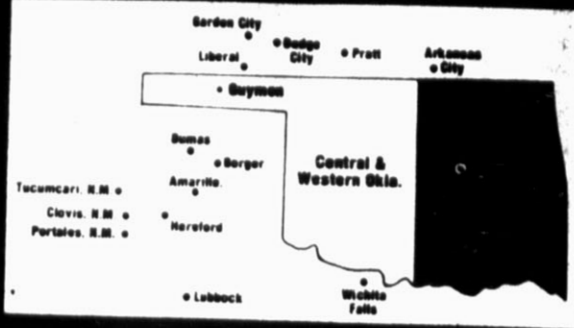 Garden City
Dodge
City
Pratt
Arkansas
City
Liberal
Guymon
Dumas
Borger
Central &
Western Okla.
Tucumcari, N.M
Amarillo.
Clovis, N.M
Hereford
Portales, N.M.
Lubbock
Wichita
Falls